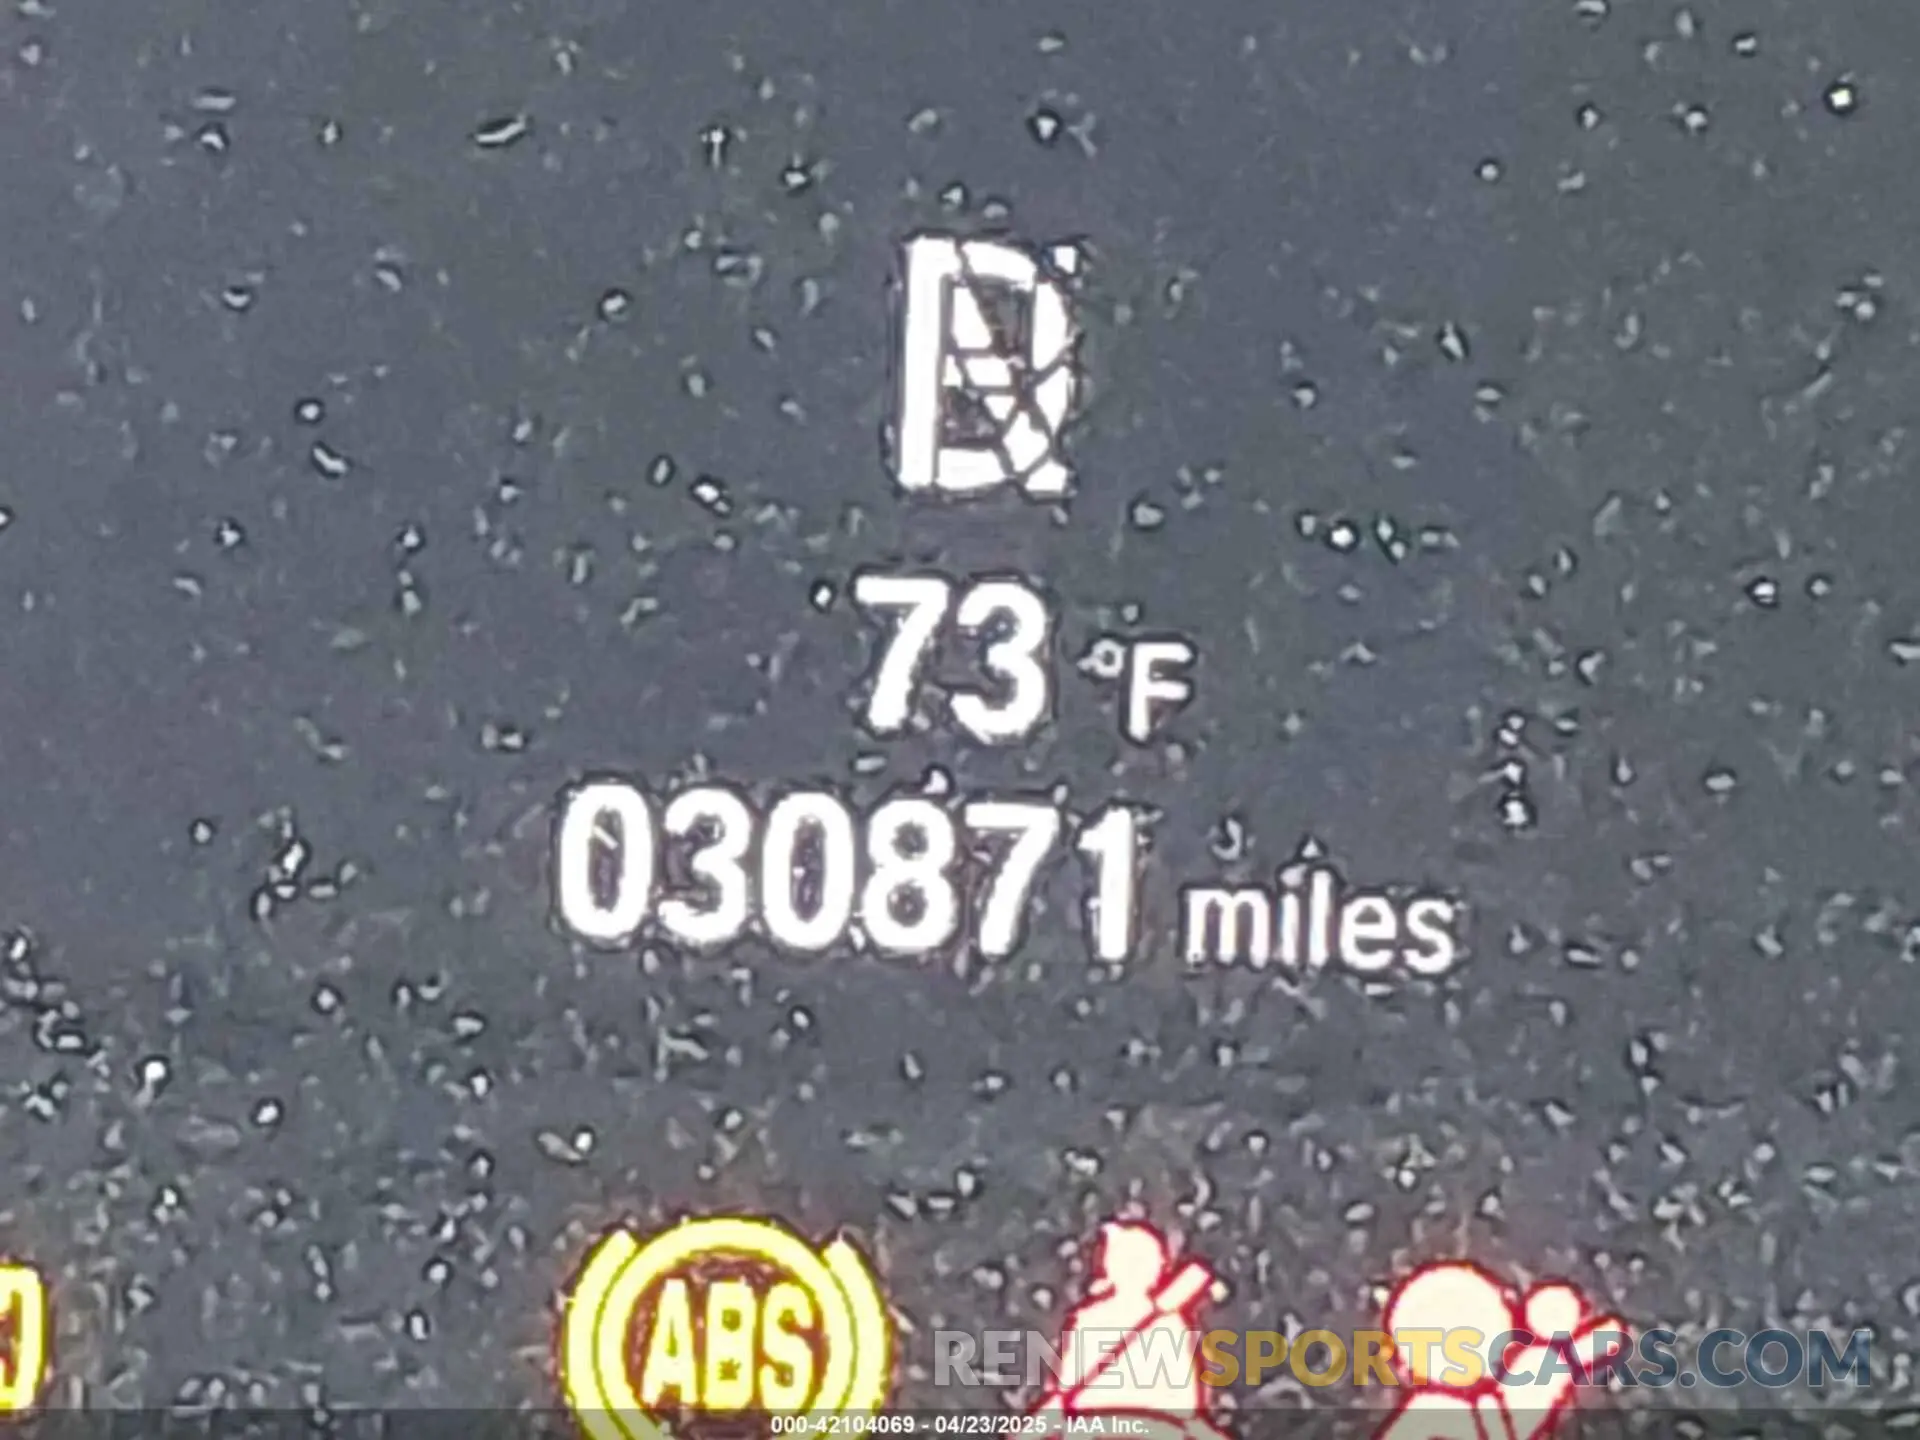 73 °F
030871 miles
ABS
RENEWSPORTSCARS.COM
000-42104069 - 04/23/2025 - IAA Inc.